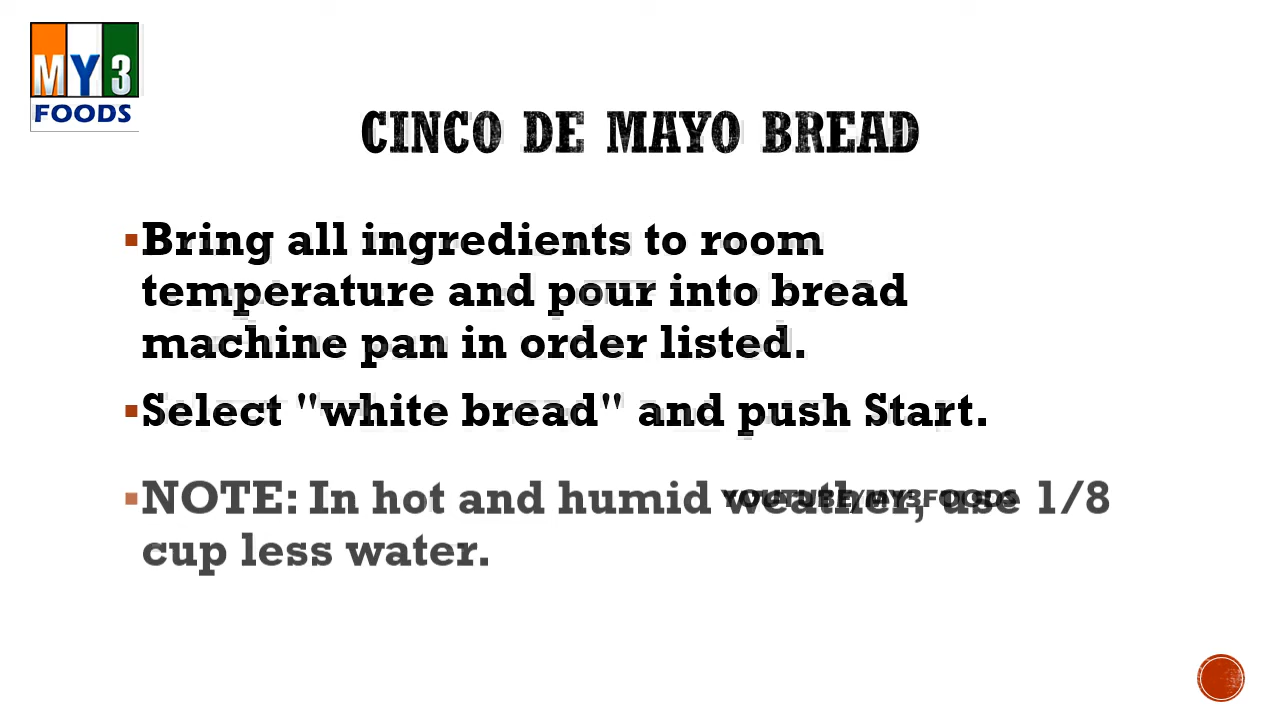 MY3
FOODS
CINCO DE MAYO BREAD
Bring all ingredients to room
temperature and pour into bread
machine pan in order listed.
Select "white bread" and push Start.
NOTE: In hot and humid weather, use 1/8
YOUTUBE/MY3FOODS
cup less water.